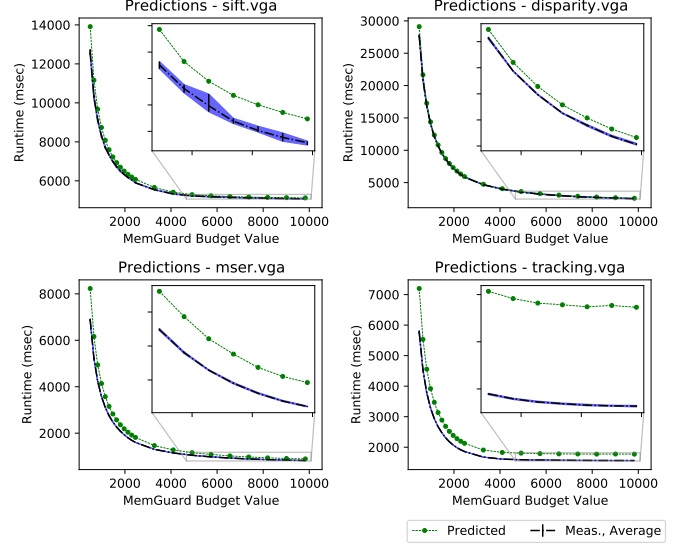 Predictions - sift.vga
14000
12000
10000
8000
6000
Runtime (msec)
2000 4000 6000 8000 10000
MemGuard Budget Value
Predictions - disparity.vga
30000
25000
20000
15000
10000
5000
Runtime (msec)
2000 4000 6000 8000 10000
MemGuard Budget Value
Predictions - mser.vga
8000
6000
4000
2000
Runtime (msec)
2000 4000 6000 8000 10000
MemGuard Budget Value
Predictions - tracking.vga
7000
6000
5000
4000
3000
2000
Runtime (msec)
2000 4000 6000 8000 10000
MemGuard Budget Value
Predicted Meas., Average